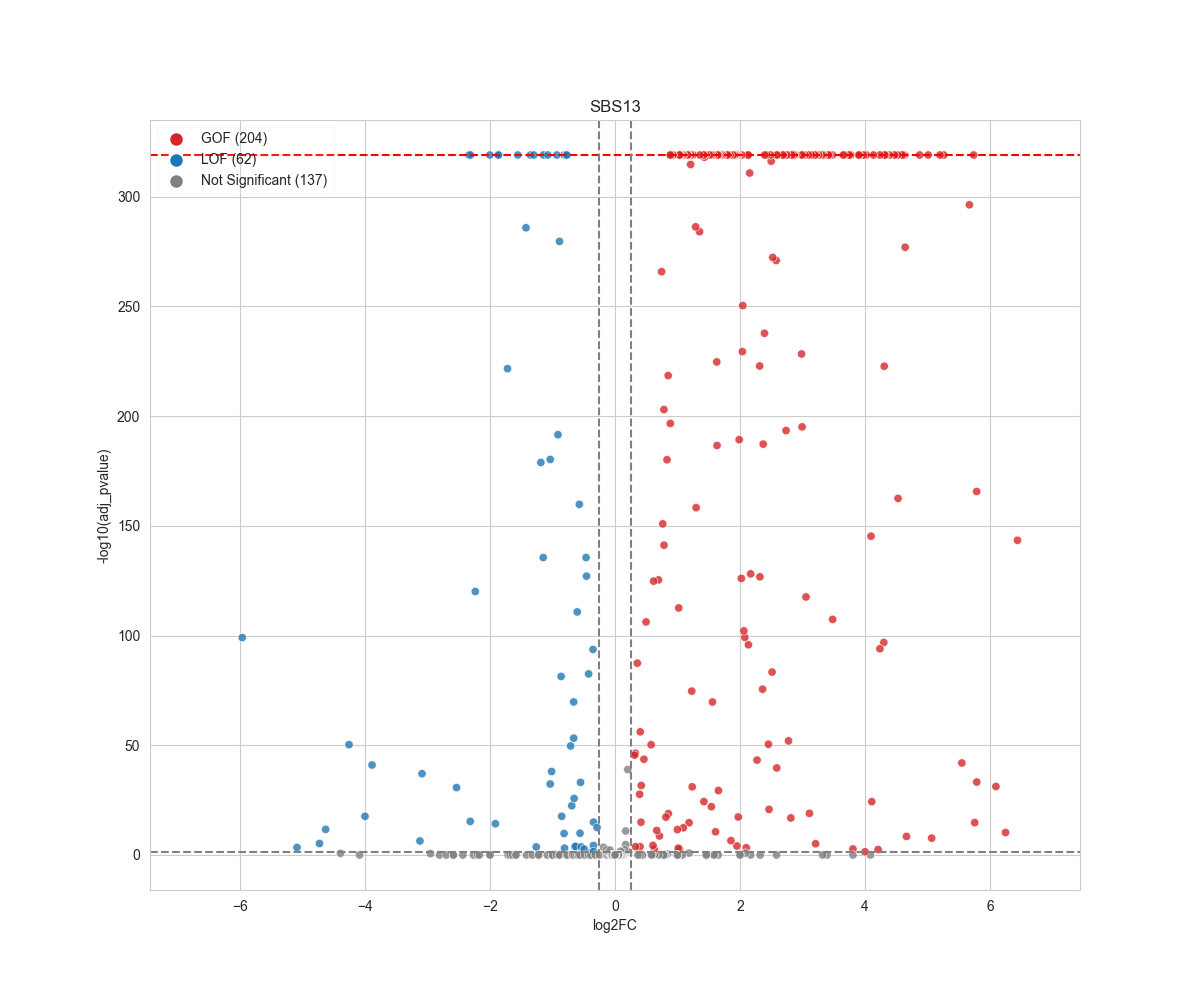 SBS13
GOF (204)
LOF (62)
Not Significant (137)
300
250
200
150
100
50
0
-log10(adj_pvalue)
−6 −4 −2 0 2 4 6
log2FC